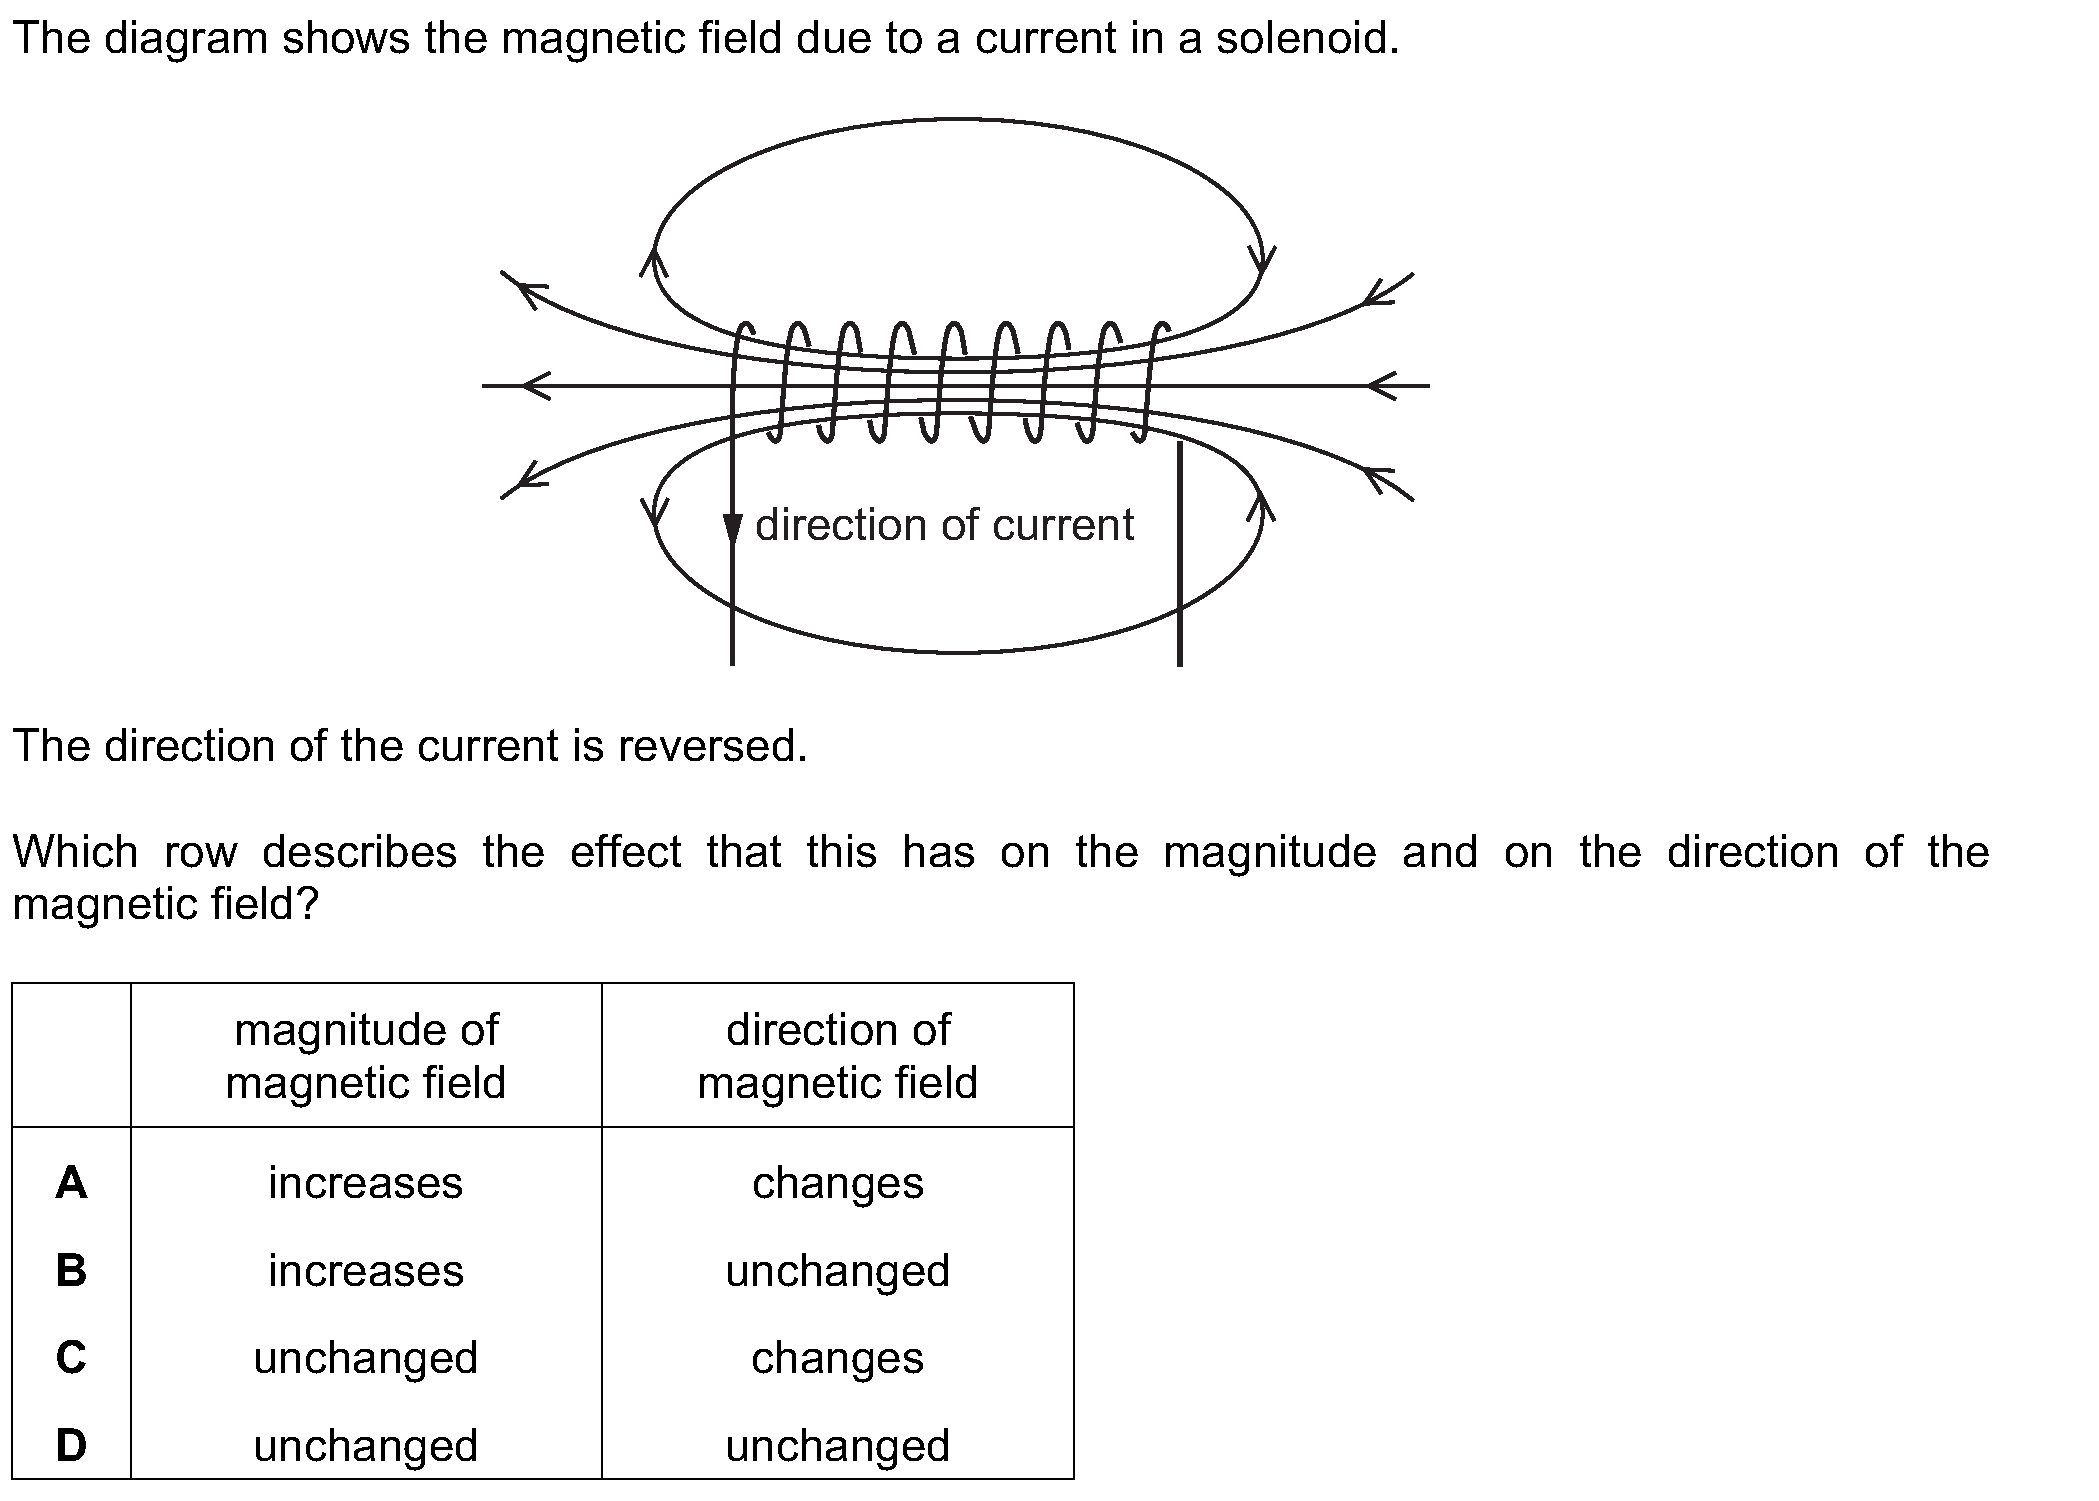 The diagram shows the magnetic field due to a current in a solenoid.
direction of current
The direction of the current is reversed.
Which row describes the effect that this has on the magnitude and on the direction of the
magnetic field?
magnitude of
magnetic field
direction of
magnetic field
A increases changes
B increases unchanged
C unchanged changes
D unchanged unchanged